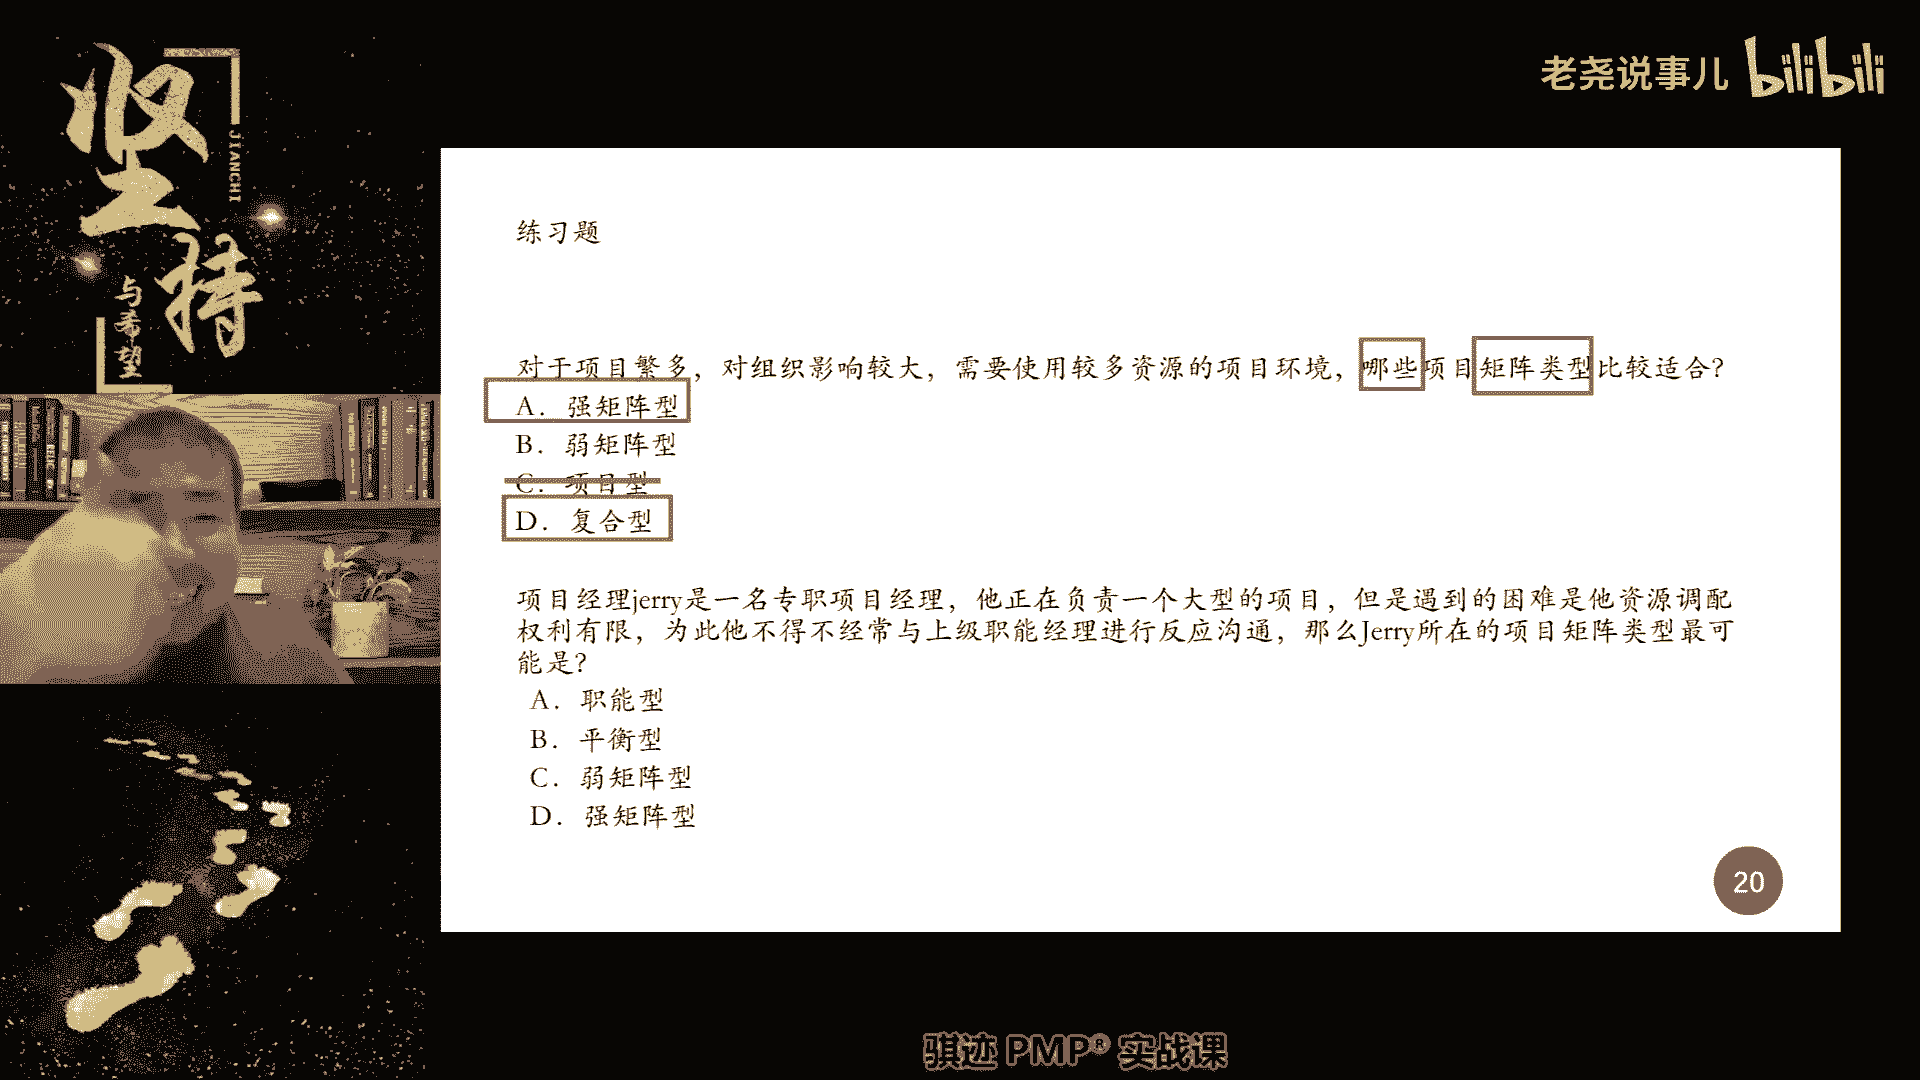 坚持
JIANCHI
与希望
老尧说事儿 bilibili
练习题
对于项目繁多，对组织影响较大，需要使用较多资源的项目环境，哪些项目矩阵类型比较适合？
A. 强矩阵型
B. 弱矩阵型
C. 项目型
D. 复合型
项目经理jerry是一名专职项目经理，他正在负责一个大型的项目，但是遇到的困难是他资源调配
权利有限，为此他不得不经常与上级职能经理进行反应沟通，那么Jerry所在的项目矩阵类型最可
能是？
A. 职能型
B. 平衡型
C. 弱矩阵型
D. 强矩阵型
20
骐迹 PMP® 实战课